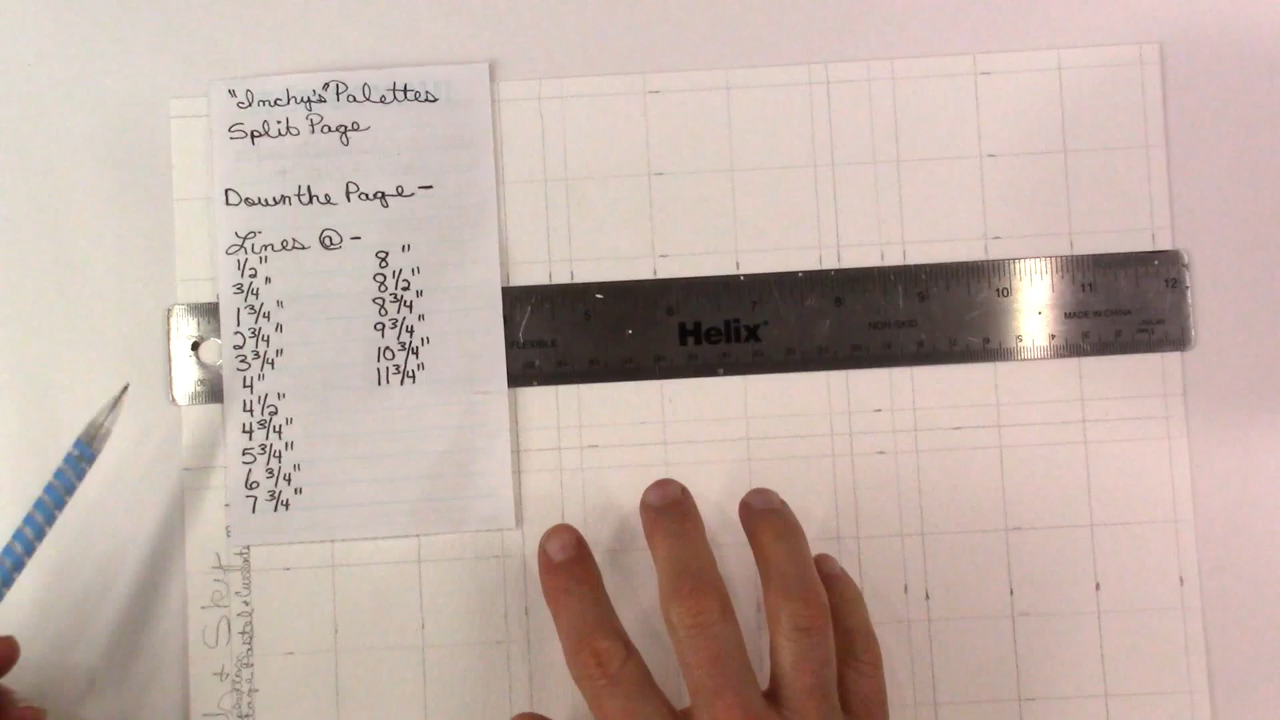 "Inchy's" Palettes
Split Page
Down the Page -
Lines @ -
1/2"
3/4"
1 3/4"
2 3/4"
3 3/4"
4"
4 1/2"
4 3/4"
5 3/4"
6 3/4"
7 3/4"
8 "
8 1/2"
8 3/4"
9 3/4"
10 3/4"
11 3/4"
5 6 7 8 9 10 11 12
FLEXIBLE
Helix
NON-SKID
MADE IN CHINA